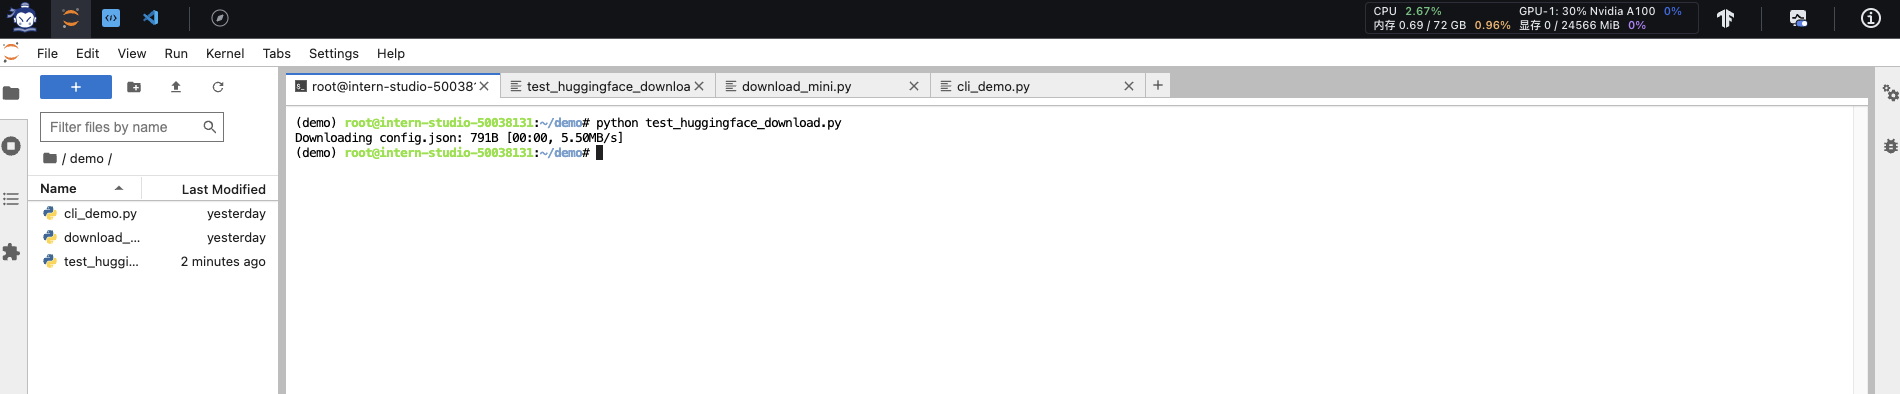 CPU 2.67% GPU-1: 30% Nvidia A100 0%
内存 0.69 / 72 GB 0.96% 显存 0 / 24566 MiB 0%
File Edit View Run Kernel Tabs Settings Help
+
root@intern-studio-50038 test_huggingface_downloa download_mini.py cli_demo.py
Filter files by name
/ demo /
Name Last Modified
cli_demo.py yesterday
download_... yesterday
test_huggi... 2 minutes ago
(demo) root@intern-studio-50038131:~/demo# python test_huggingface_download.py
Downloading config.json: 791B [00:00, 5.50MB/s]
(demo) root@intern-studio-50038131:~/demo#